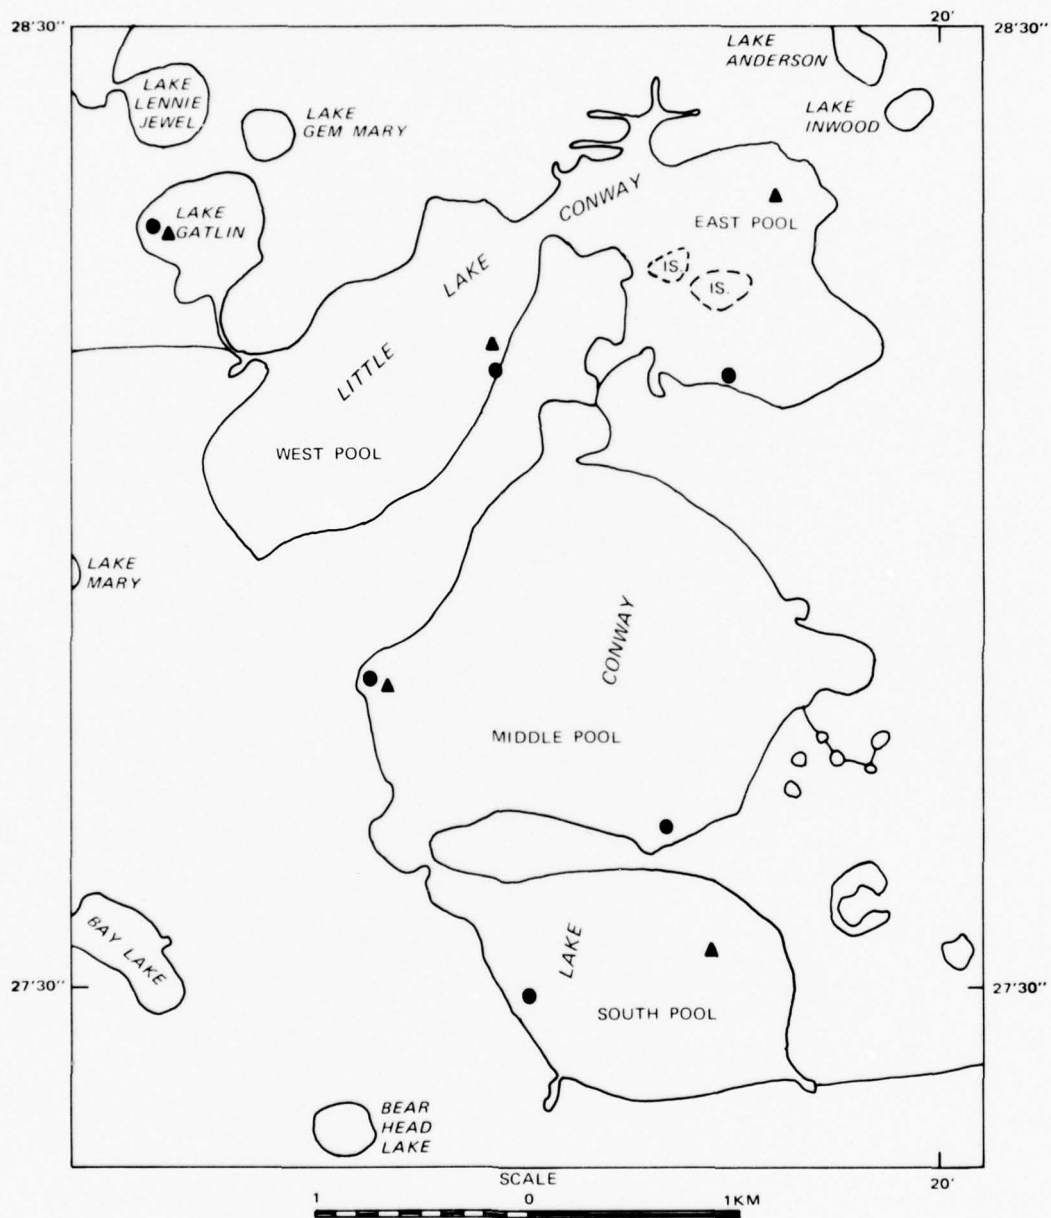 20'
28'30"
28'30"
LAKE
ANDERSON
LAKE
LENNIE
JEWEL
LAKE
GEM MARY
LAKE
INWOOD
CONWAY
LAKE
GATLIN
EAST POOL
LAKE
IS.
IS.
LITTLE
WEST POOL
LAKE
MARY
CONWAY
MIDDLE POOL
BAY LAKE
LAKE
27'30"
27'30"
SOUTH POOL
BEAR
HEAD
LAKE
SCALE
20'
1 0 1KM